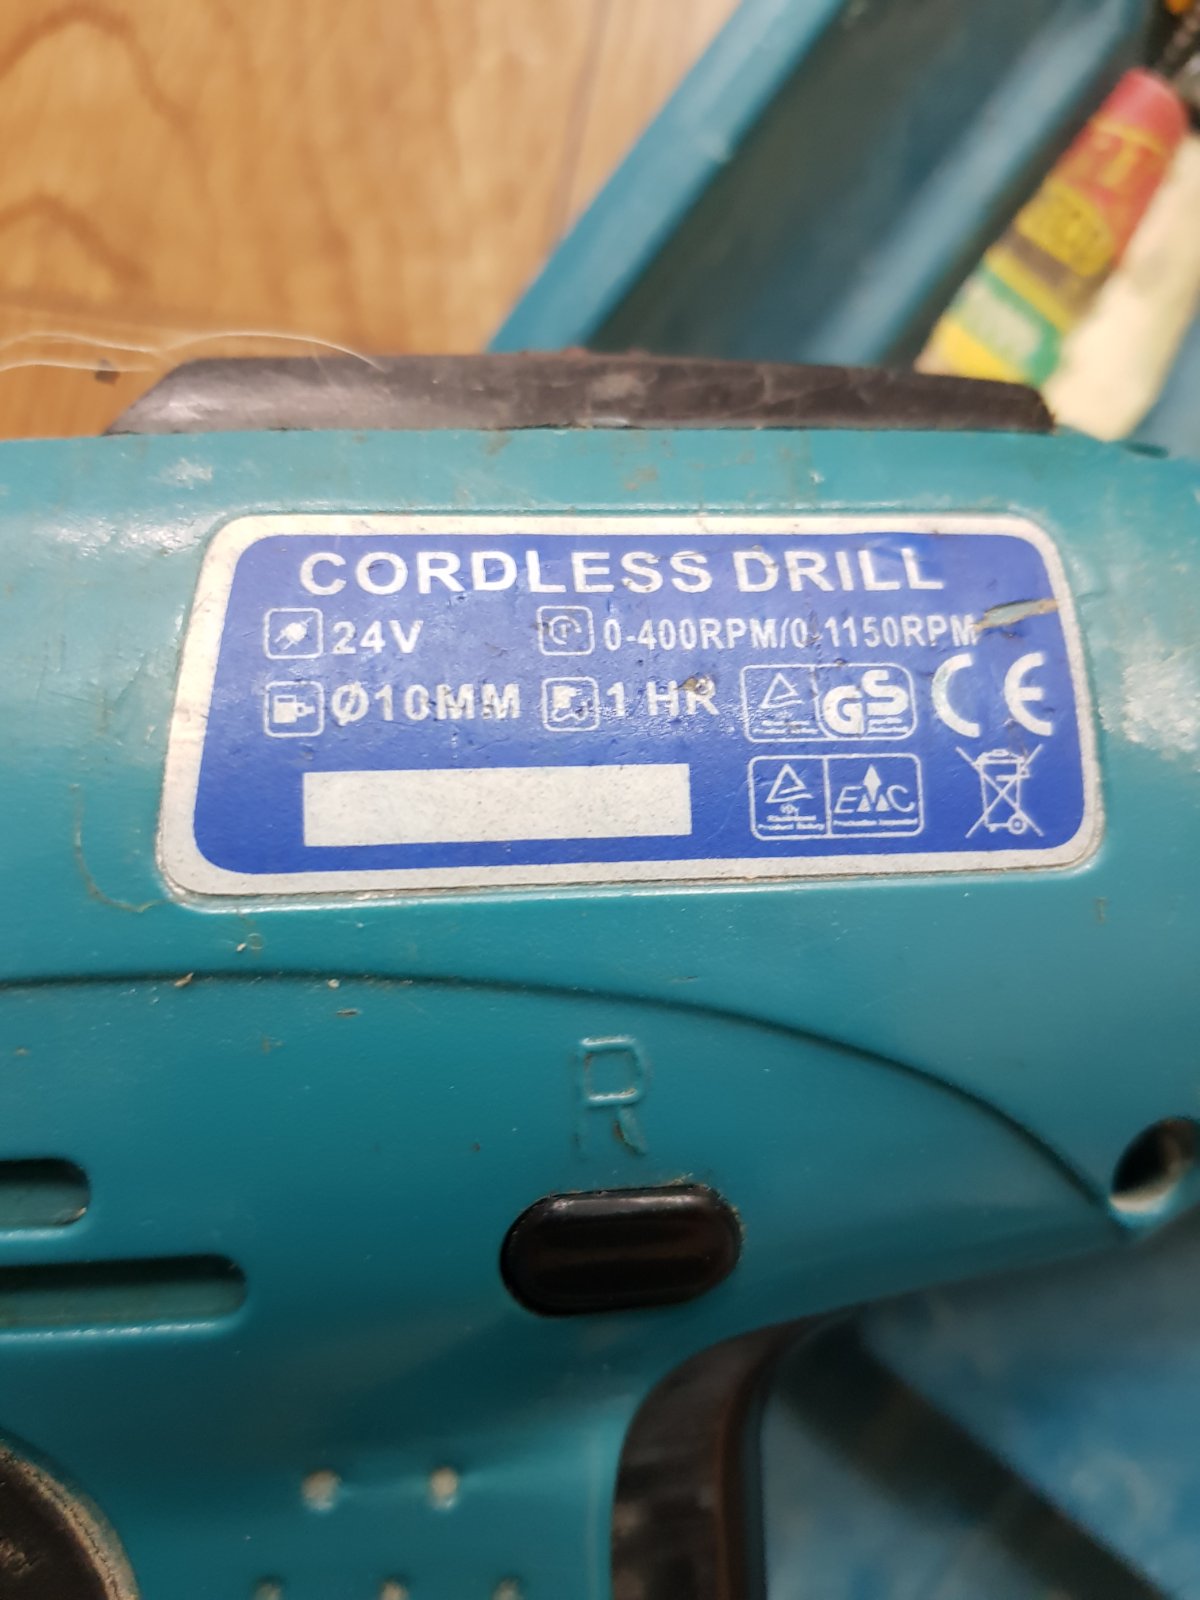 CORDLESS DRILL
24V 0-400RPM/0-1150RPM
Ø10MM 1 HR GS CE
EMC
R